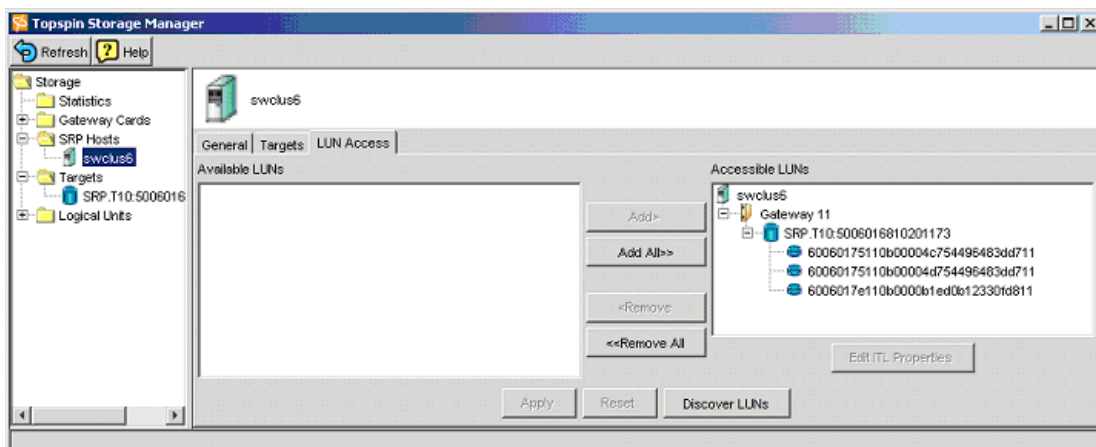 Topspin Storage Manager
Refresh
Help
Storage
Statistics
Gateway Cards
SRP Hosts
swclus6
Targets
SRP.T10:5006016
Logical Units
swclus6
General
Targets
LUN Access
Available LUNs
Add>
Add All>>
<Remove
<<Remove All
Accessible LUNs
swclus6
Gateway 11
SRP.T10:5006016810201173
60060175110b00004c754496483dd711
60060175110b00004d754496483dd711
6006017e110b0000b1ed0b12330fd811
Edit ITL Properties
Apply
Reset
Discover LUNs